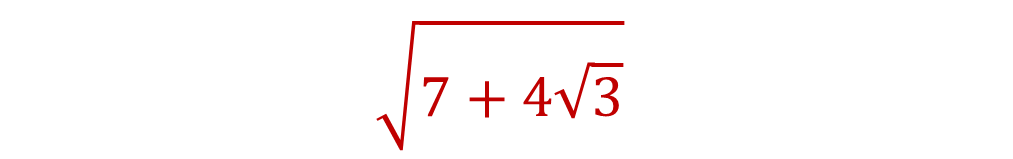 √(7 + 4√3)